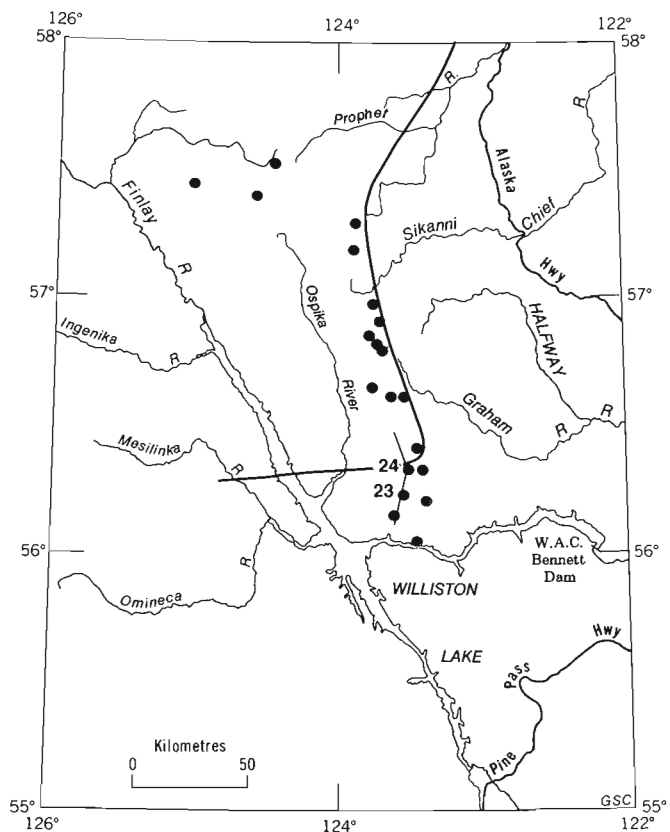 126°
124°
122°
58°
58°
R.
Prophet
R
Alaska
Finlay
Chief
Sikanni
R
Hwy
57°
57°
Ospika
HALFWAY
Ingenika
R
River
Graham
R
R
Mesilinka
R
24
23
56°
56°
W.A.C.
Bennett
Dam
R
WILLISTON
Omineca
LAKE
Hwy
Pass
Kilometres
0 50
Pine
55°
GSC
55°
126°
124°
122°